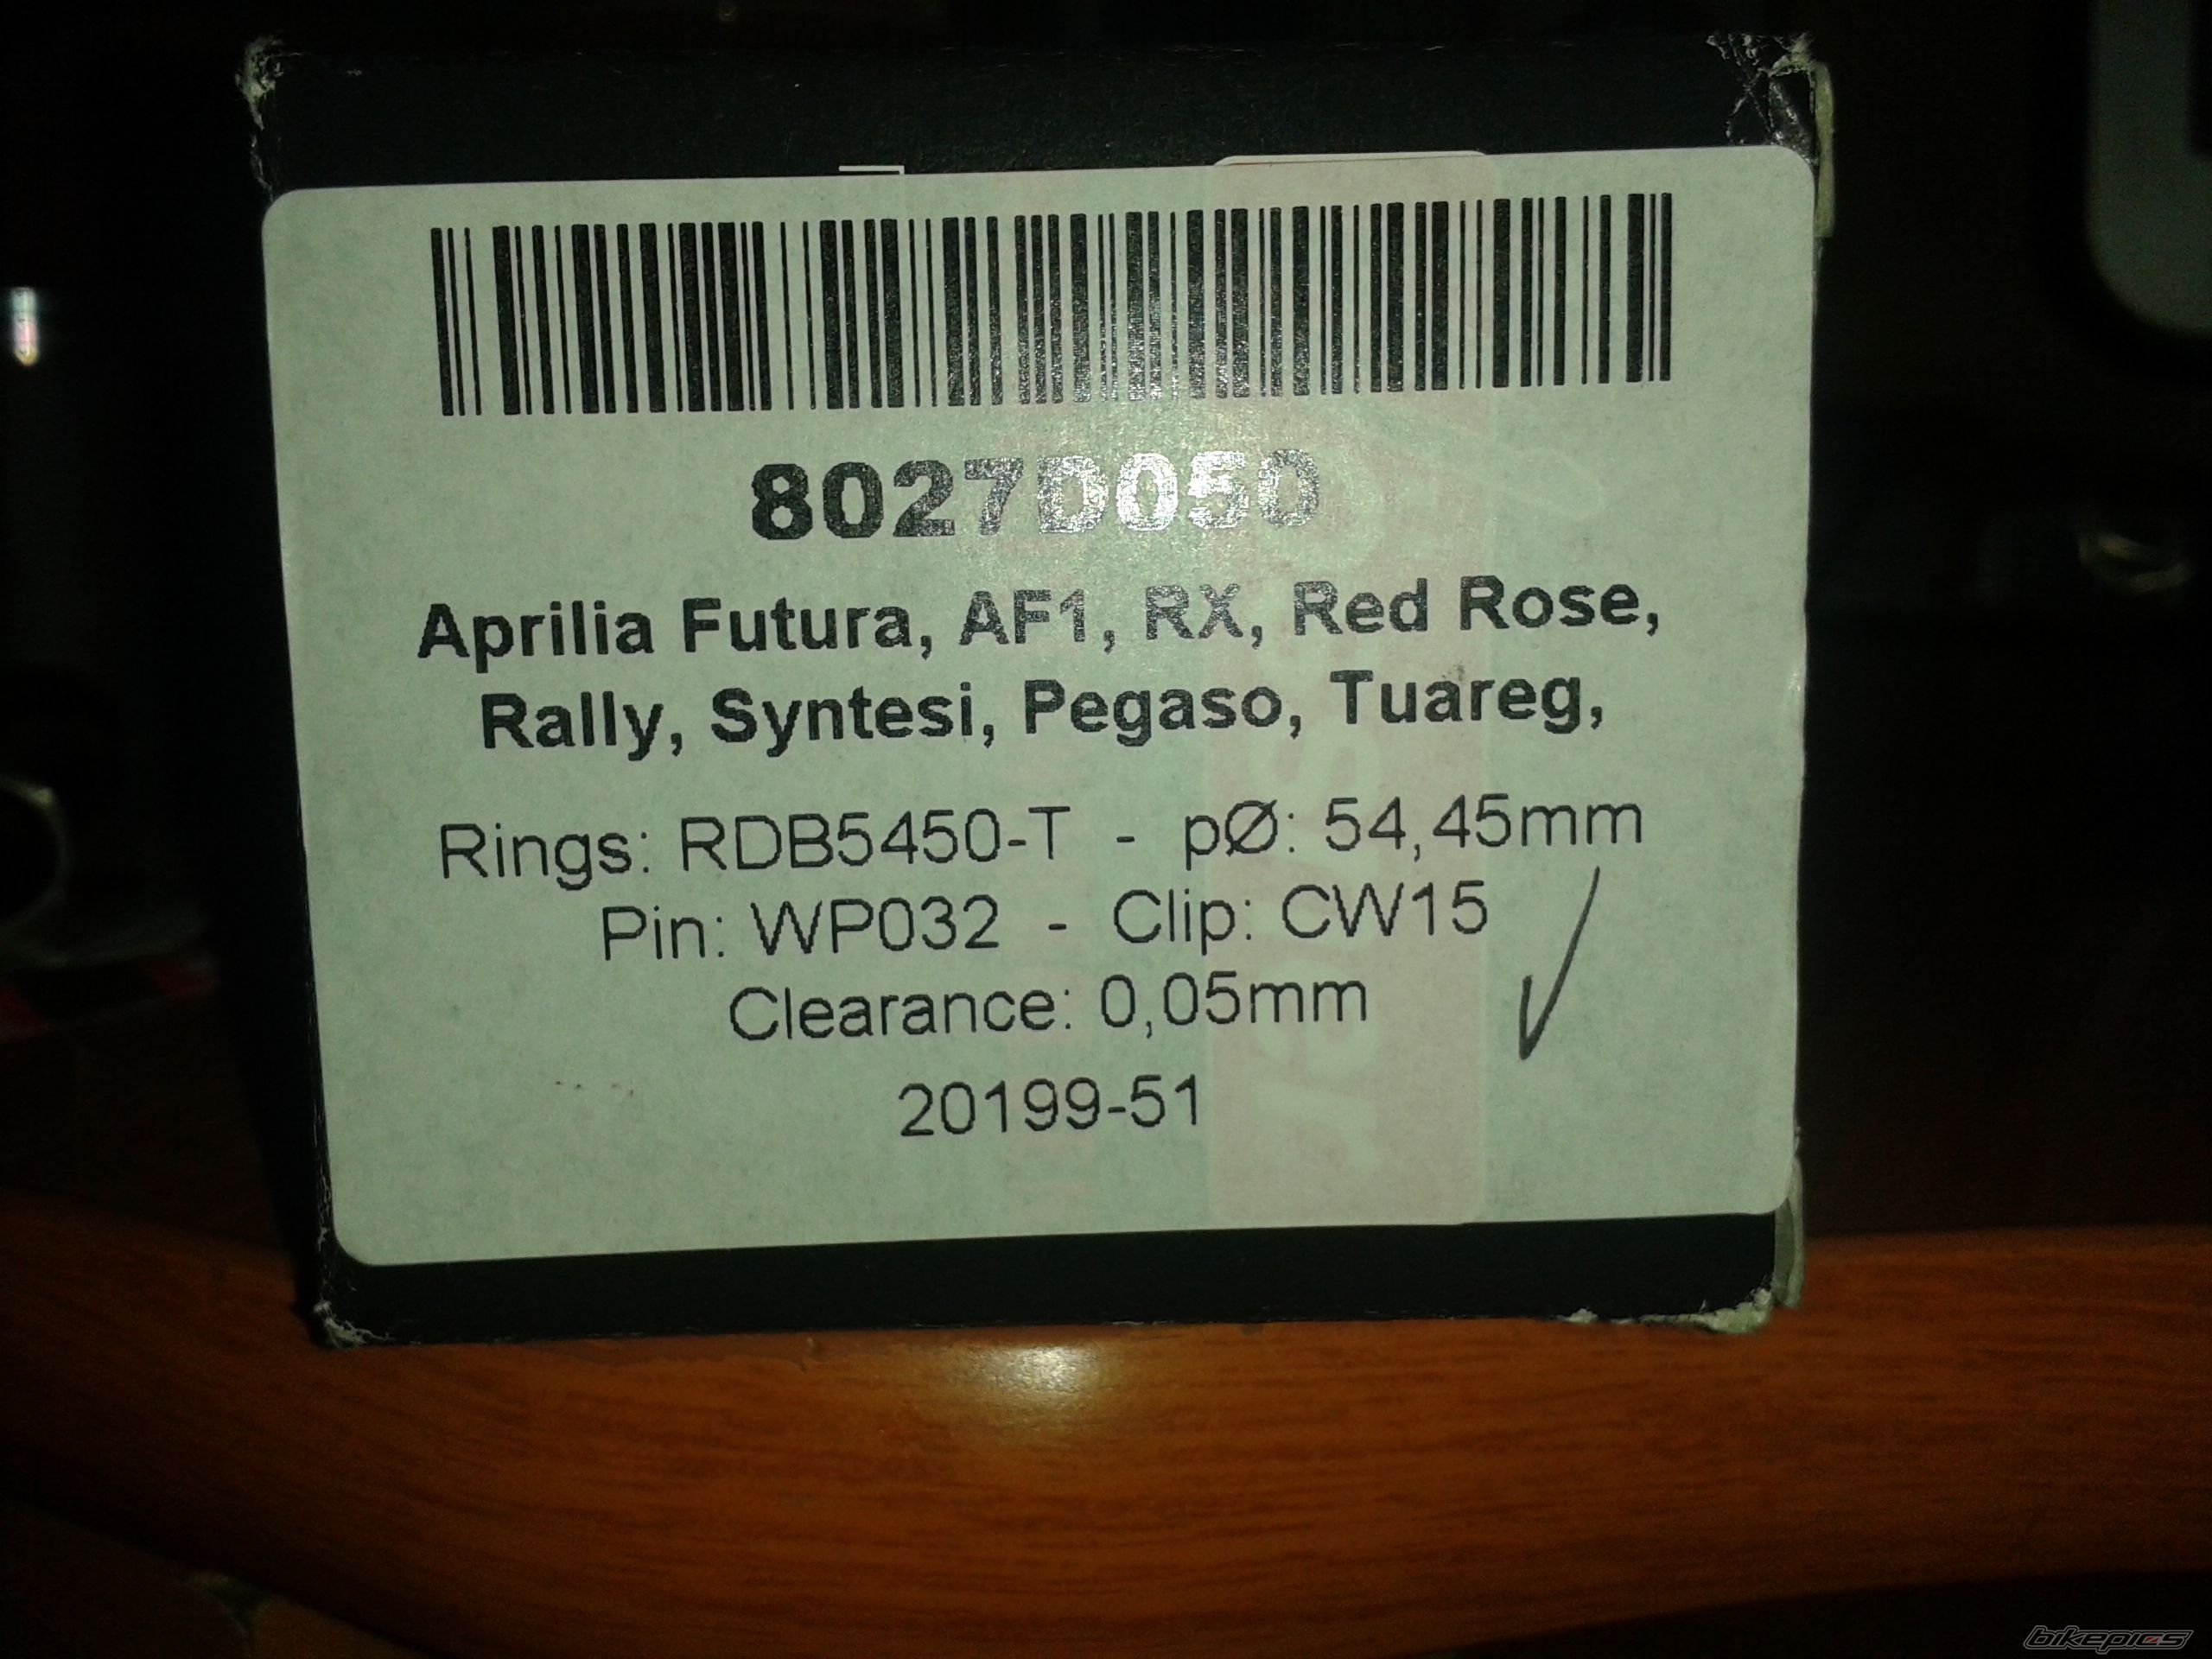 8027D050
Aprilia Futura, AF1, RX, Red Rose,
Rally, Syntesi, Pegaso, Tuareg,
Rings: RDB5450-T - pØ: 54,45mm
Pin: WP032 - Clip: CW15
Clearance: 0,05mm
20199-51
bikepics